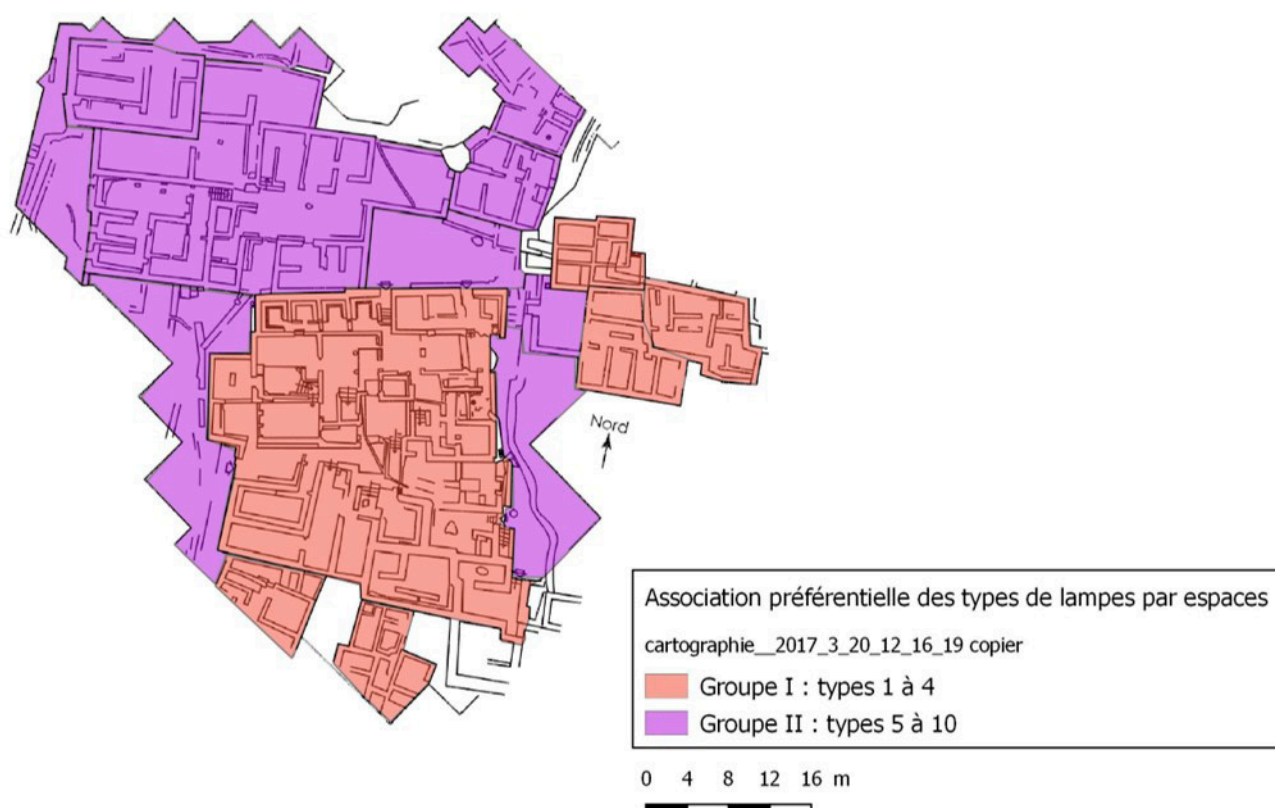 Nord
Association préférentielle des types de lampes par espaces
cartographie__2017_3_20_12_16_19 copier
Groupe I : types 1 à 4
Groupe II : types 5 à 10
0 4 8 12 16 m